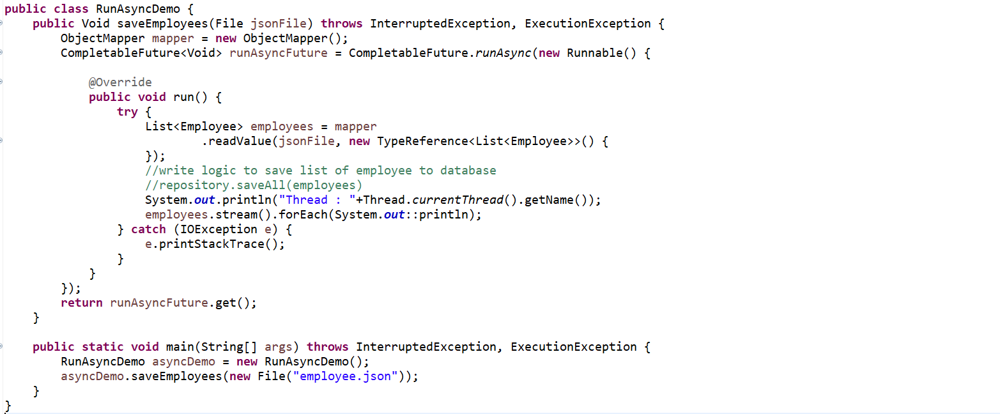 public class RunAsyncDemo {
    public Void saveEmployees(File jsonFile) throws InterruptedException, ExecutionException {
        ObjectMapper mapper = new ObjectMapper();
        CompletableFuture<Void> runAsyncFuture = CompletableFuture.runAsync(new Runnable() {
            @Override
            public void run() {
                try {
                    List<Employee> employees = mapper
                            .readValue(jsonFile, new TypeReference<List<Employee>>() {
                    });
                    //write logic to save list of employee to database
                    //repository.saveAll(employees)
                    System.out.println("Thread : "+Thread.currentThread().getName());
                    employees.stream().forEach(System.out::println);
                } catch (IOException e) {
                    e.printStackTrace();
                }
            }
        });
        return runAsyncFuture.get();
    }
    public static void main(String[] args) throws InterruptedException, ExecutionException {
        RunAsyncDemo asyncDemo = new RunAsyncDemo();
        asyncDemo.saveEmployees(new File("employee.json"));
    }
}